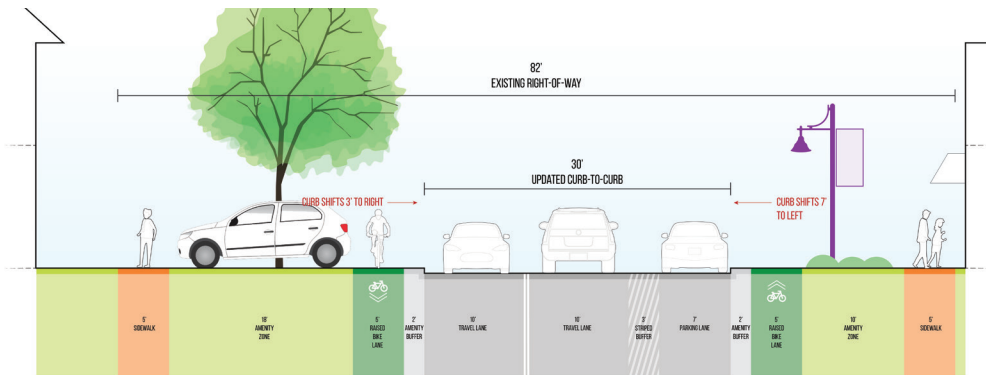 82'
EXISTING RIGHT-OF-WAY
30'
UPDATED CURB-TO-CURB
CURB SHIFTS 3' TO RIGHT
CURB SHIFTS 7'
TO LEFT
5'
SIDEWALK
18'
AMENITY
ZONE
5'
RAISED
BIKE
LANE
2'
AMENITY
BUFFER
10'
TRAVEL LANE
10'
TRAVEL LANE
3'
STRIPED
BUFFER
7'
PARKING LANE
2'
AMENITY
BUFFER
5'
RAISED
BIKE
LANE
10'
AMENITY
ZONE
5'
SIDEWALK